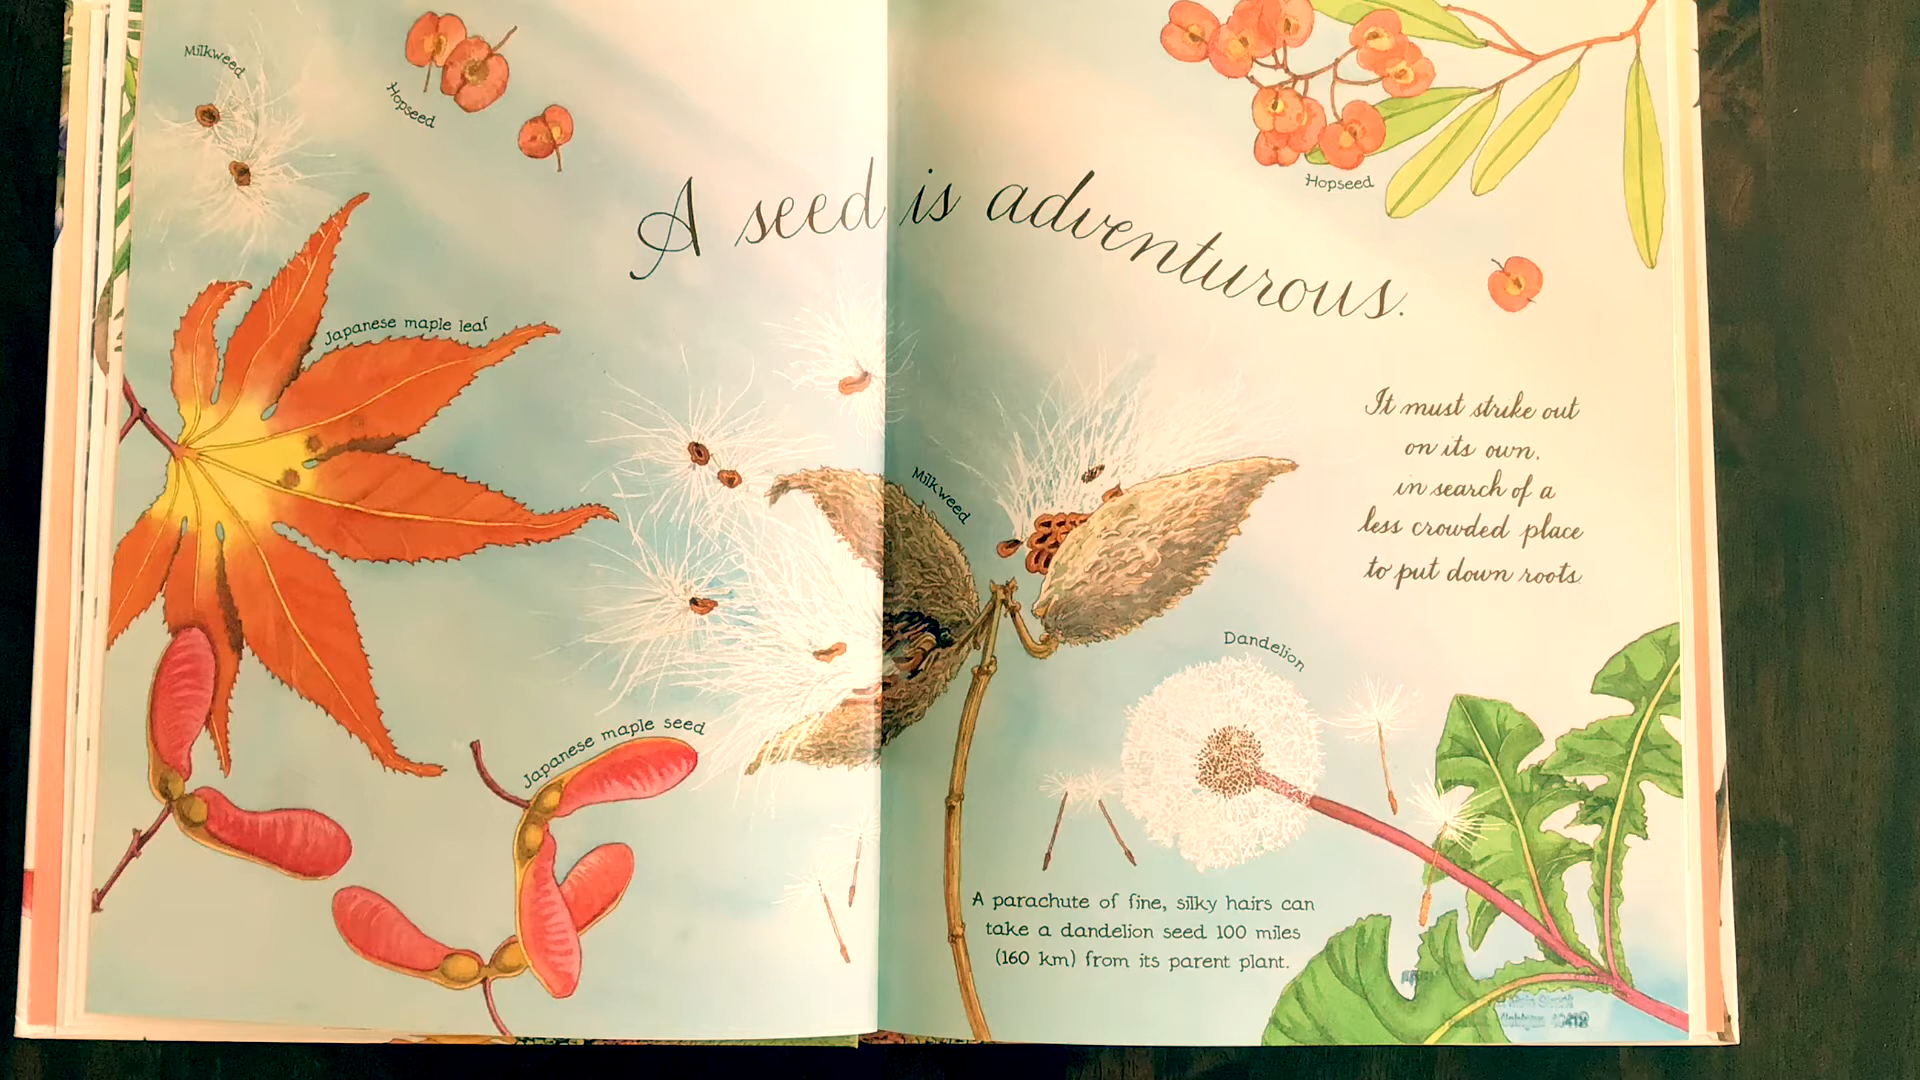 Milkweed
Hopseed
A seed is adventurous.
Hopseed
Japanese maple leaf
It must strike out
on its own,
in search of a
less crowded place
to put down roots
Milkweed
Dandelion
Japanese maple seed
A parachute of fine, silky hairs can
take a dandelion seed 100 miles
(160 km) from its parent plant.